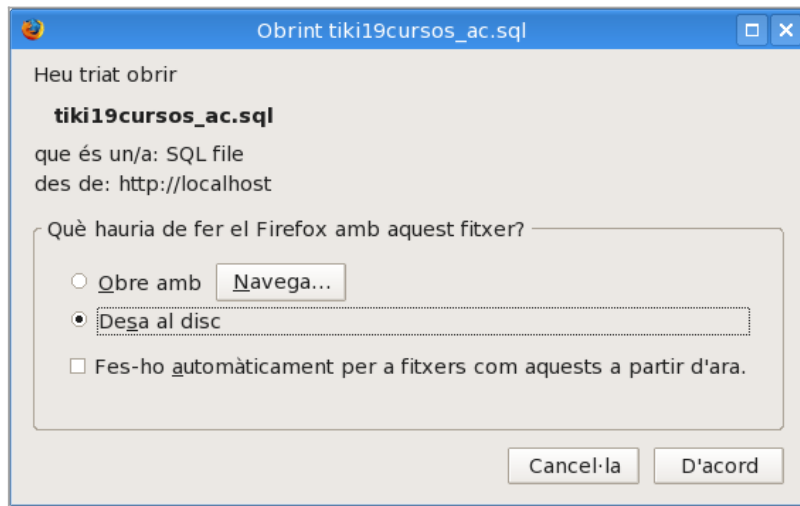 Obrint tiki19cursos_ac.sql
Heu triat obrir
tiki19cursos_ac.sql
que és un/a: SQL file
des de: http://localhost
Què hauria de fer el Firefox amb aquest fitxer?
Obre amb Navega...
Desa al disc
Fes-ho automàticament per a fitxers com aquests a partir d'ara.
Cancel·la D'acord